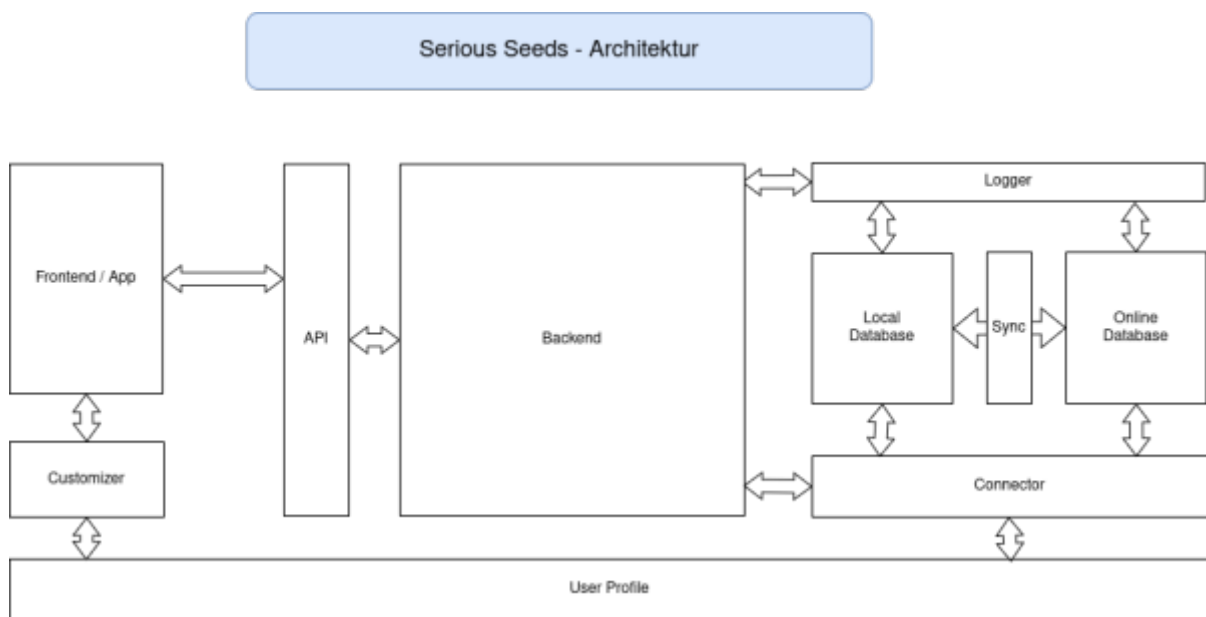 Serious Seeds - Architektur
Logger
Frontend / App
API
Backend
Local
Database
Sync
Online
Database
Customizer
Connector
User Profile